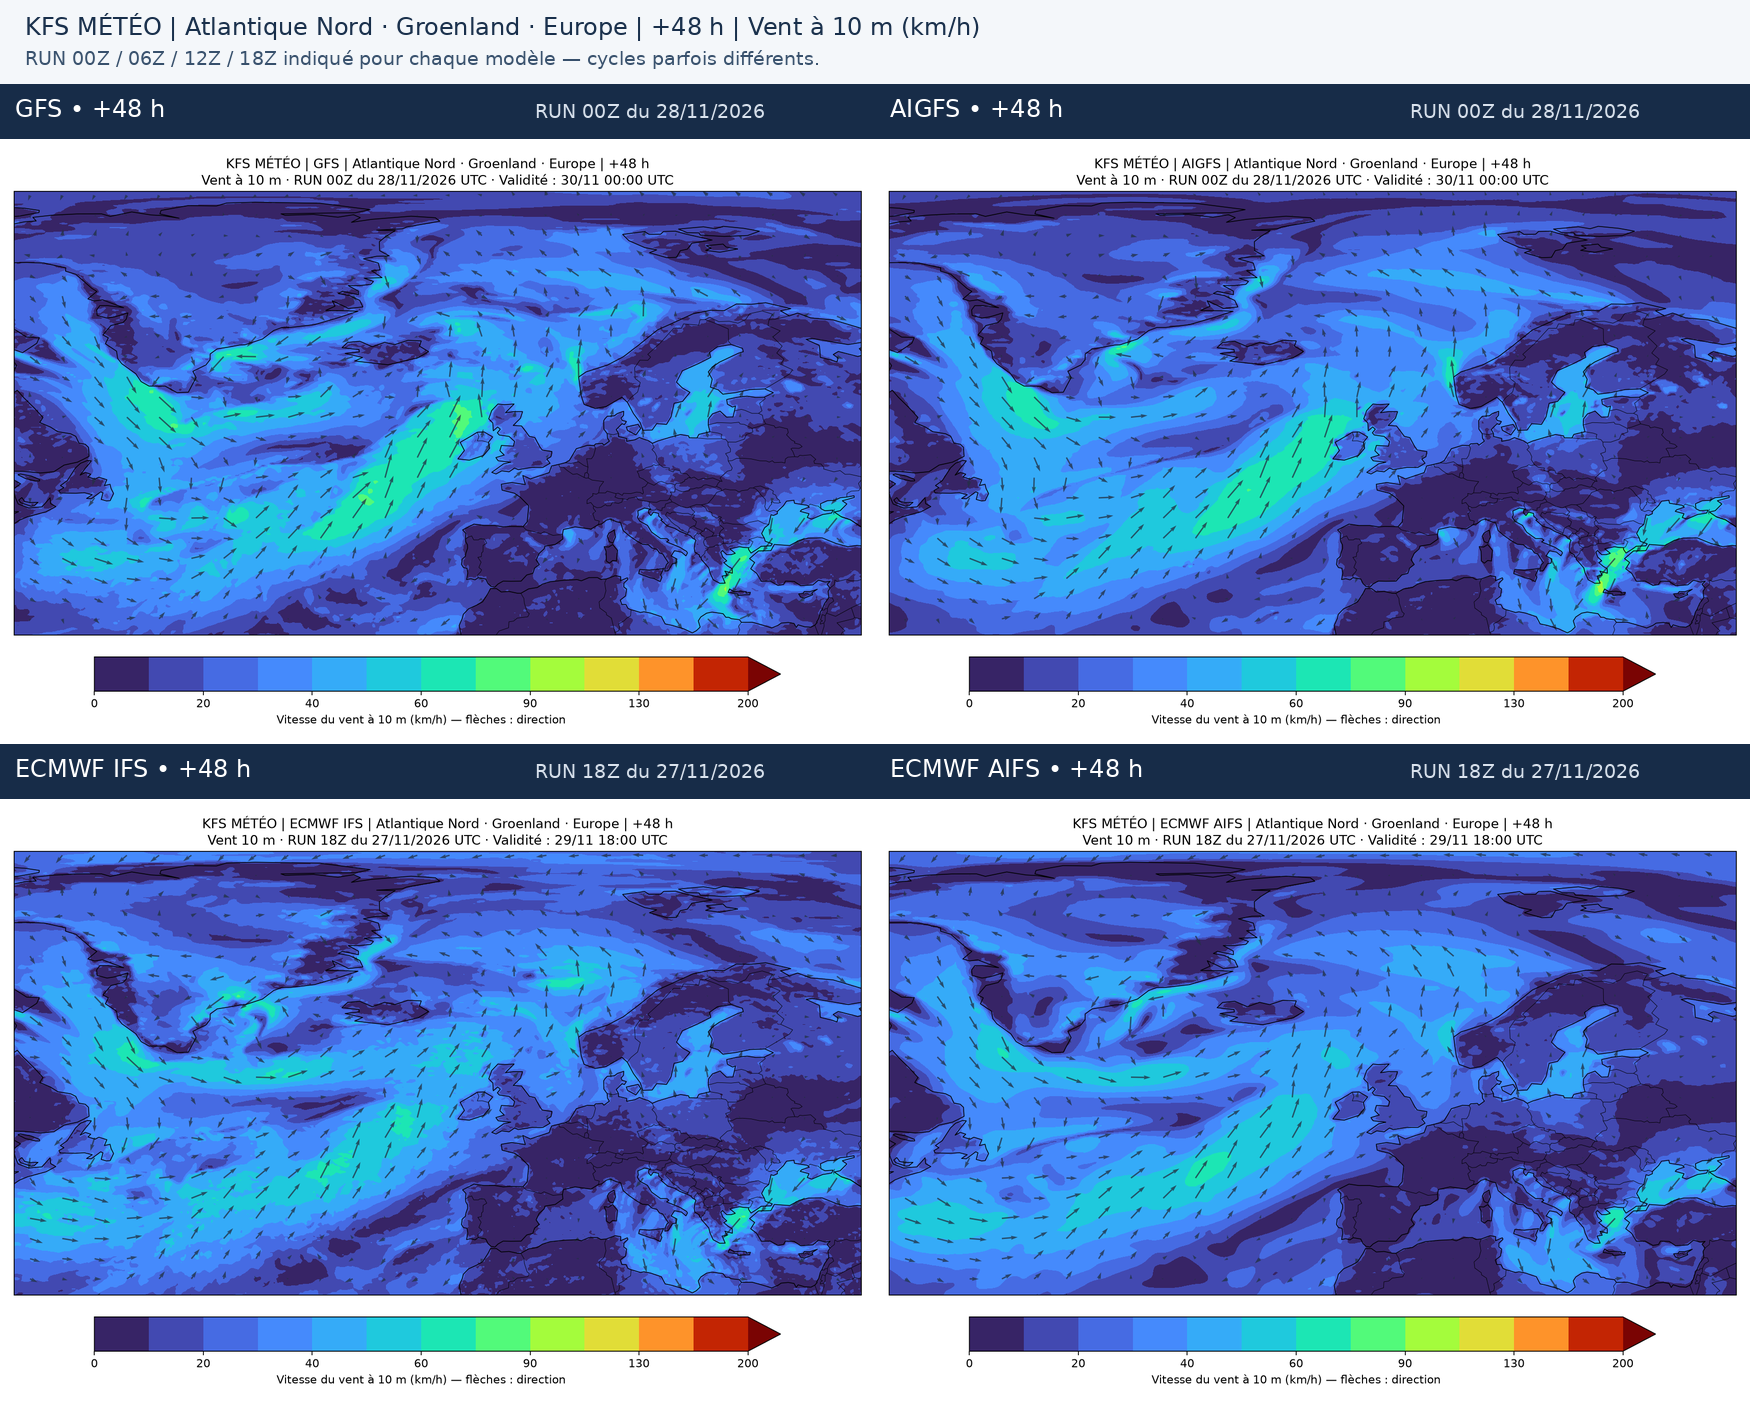 KFS MÉTÉO | Atlantique Nord · Groenland · Europe | +48 h | Vent à 10 m (km/h)
RUN 00Z / 06Z / 12Z / 18Z indiqué pour chaque modèle — cycles parfois différents.
GFS • +48 h
RUN 00Z du 28/11/2026
KFS MÉTÉO | GFS | Atlantique Nord · Groenland · Europe | +48 h
Vent à 10 m · RUN 00Z du 28/11/2026 UTC · Validité : 30/11 00:00 UTC
0 20 40 60 90 130 200
Vitesse du vent à 10 m (km/h) — flèches : direction
AIGFS • +48 h
RUN 00Z du 28/11/2026
KFS MÉTÉO | AIGFS | Atlantique Nord · Groenland · Europe | +48 h
Vent à 10 m · RUN 00Z du 28/11/2026 UTC · Validité : 30/11 00:00 UTC
0 20 40 60 90 130 200
Vitesse du vent à 10 m (km/h) — flèches : direction
ECMWF IFS • +48 h
RUN 18Z du 27/11/2026
KFS MÉTÉO | ECMWF IFS | Atlantique Nord · Groenland · Europe | +48 h
Vent 10 m · RUN 18Z du 27/11/2026 UTC · Validité : 29/11 18:00 UTC
0 20 40 60 90 130 200
Vitesse du vent à 10 m (km/h) — flèches : direction
ECMWF AIFS • +48 h
RUN 18Z du 27/11/2026
KFS MÉTÉO | ECMWF AIFS | Atlantique Nord · Groenland · Europe | +48 h
Vent 10 m · RUN 18Z du 27/11/2026 UTC · Validité : 29/11 18:00 UTC
0 20 40 60 90 130 200
Vitesse du vent à 10 m (km/h) — flèches : direction